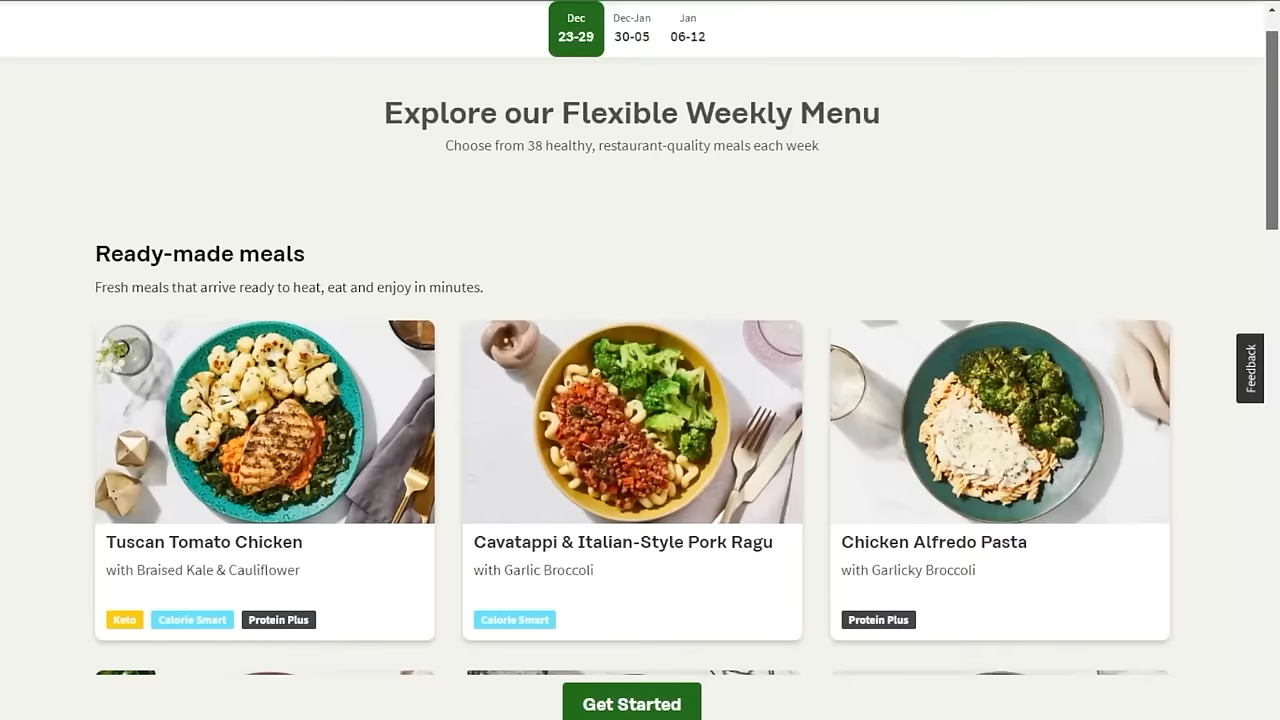 Dec Dec-Jan Jan
23-29 30-05 06-12
Explore our Flexible Weekly Menu
Choose from 38 healthy, restaurant-quality meals each week
Ready-made meals
Fresh meals that arrive ready to heat, eat and enjoy in minutes.
Feedback
Tuscan Tomato Chicken
with Braised Kale & Cauliflower
Keto Calorie Smart Protein Plus
Cavatappi & Italian-Style Pork Ragu
with Garlic Broccoli
Calorie Smart
Chicken Alfredo Pasta
with Garlicky Broccoli
Protein Plus
Get Started